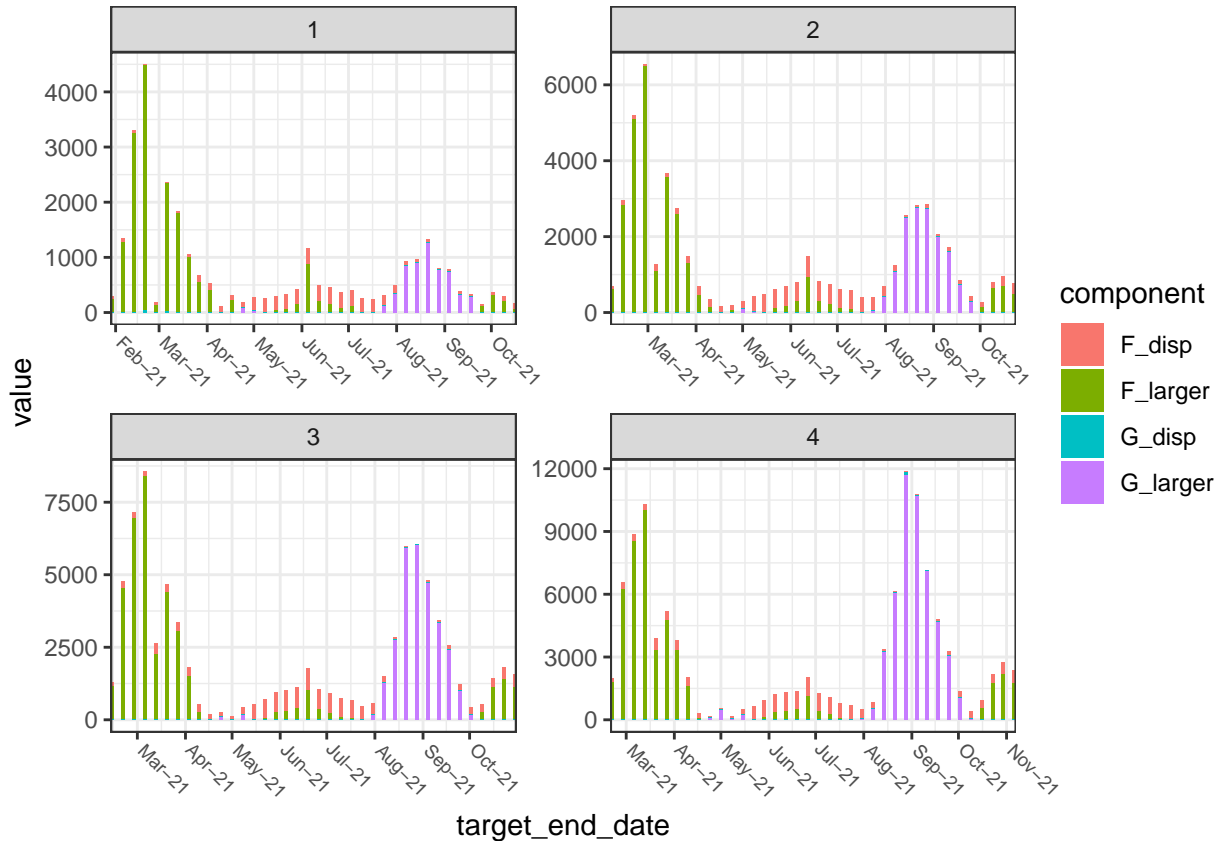 1
2
4000
3000
2000
1000
0
6000
4000
2000
0
Feb−21
Mar−21
Apr−21
May−21
Jun−21
Jul−21
Aug−21
Sep−21
Oct−21
Mar−21
Apr−21
May−21
Jun−21
Jul−21
Aug−21
Sep−21
Oct−21
3
4
7500
5000
2500
0
12000
9000
6000
3000
0
Mar−21
Apr−21
May−21
Jun−21
Jul−21
Aug−21
Sep−21
Oct−21
Mar−21
Apr−21
May−21
Jun−21
Jul−21
Aug−21
Sep−21
Oct−21
Nov−21
value
target_end_date
component
F_disp
F_larger
G_disp
G_larger